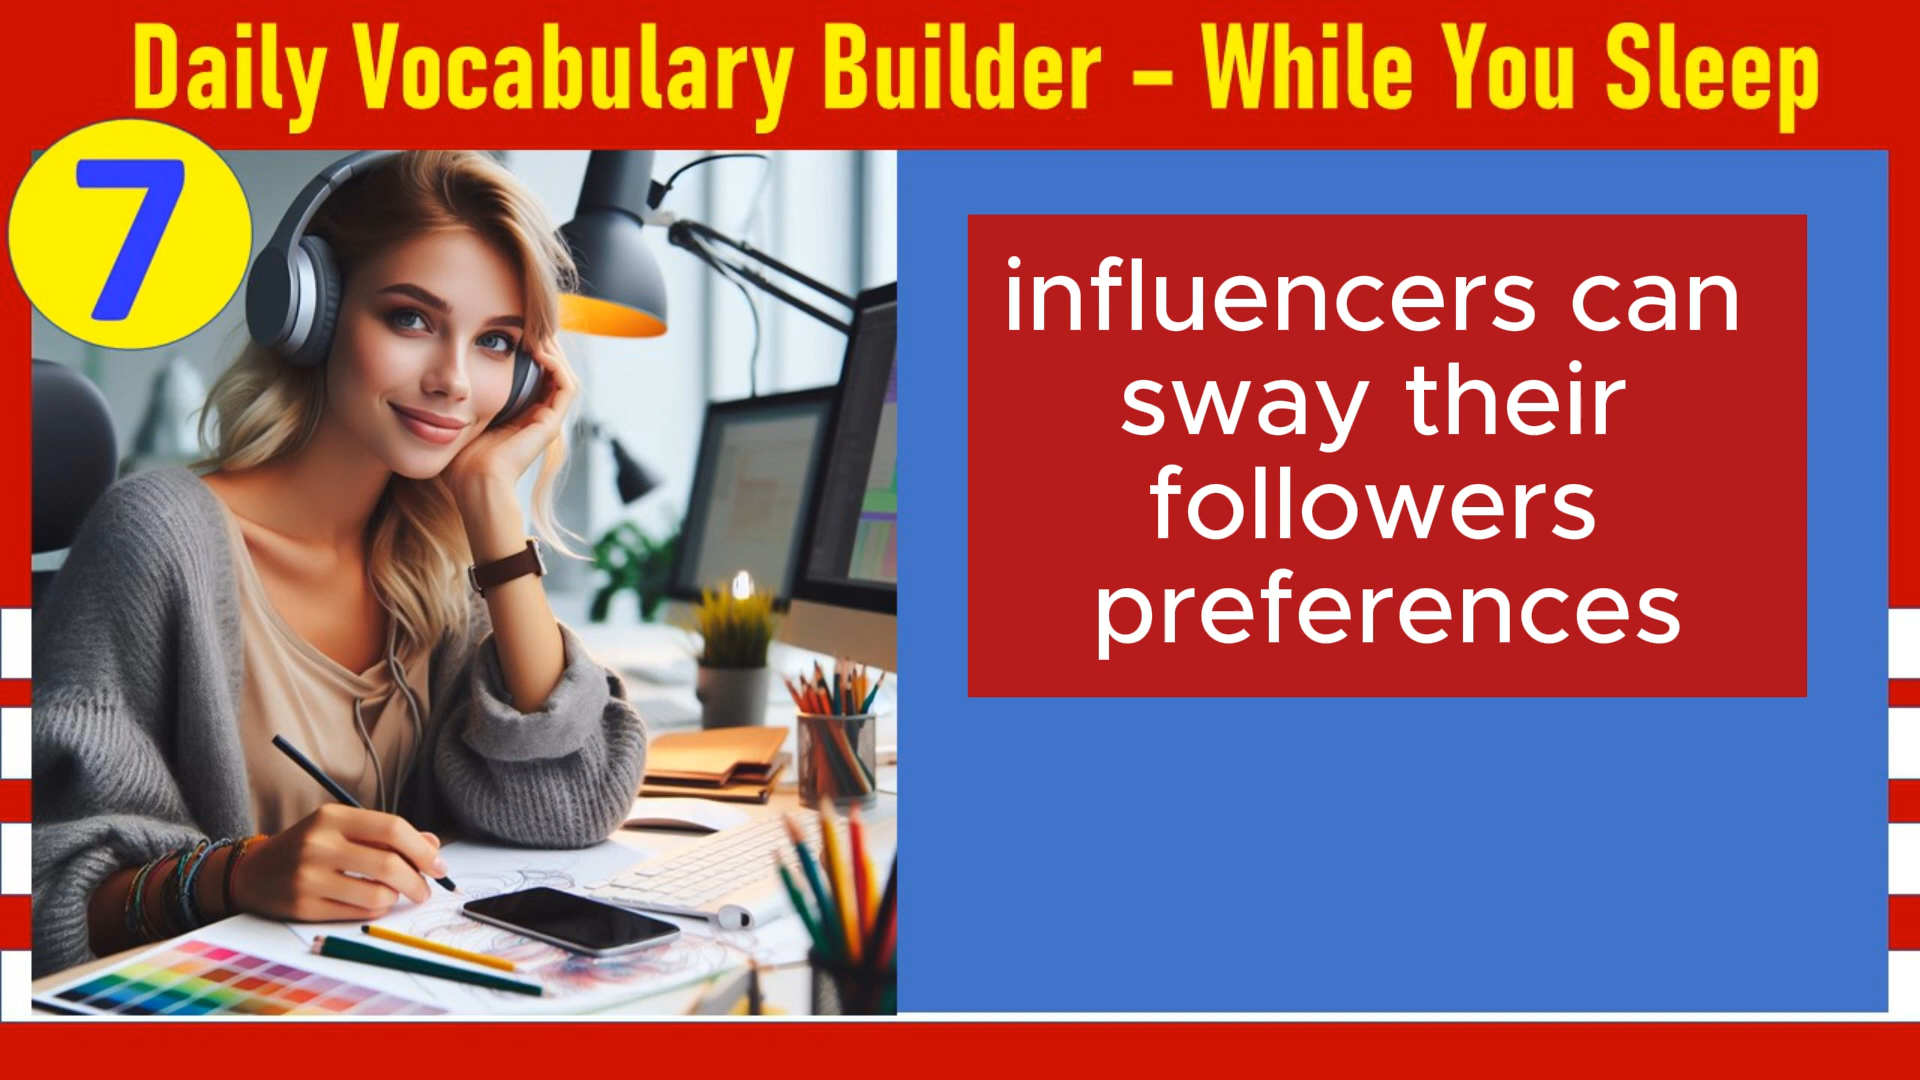 Daily Vocabulary Builder – While You Sleep
7
influencers can
sway their
followers
preferences